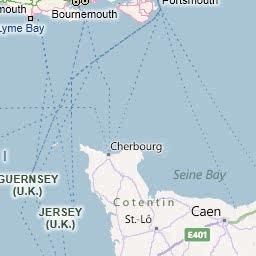 mouth
Bournemouth
Portsmouth
Lyme Bay
Cherbourg
GUERNSEY
(U.K.)
Seine Bay
Cotentin
JERSEY
(U.K.)
St.-Lô
Caen
E401